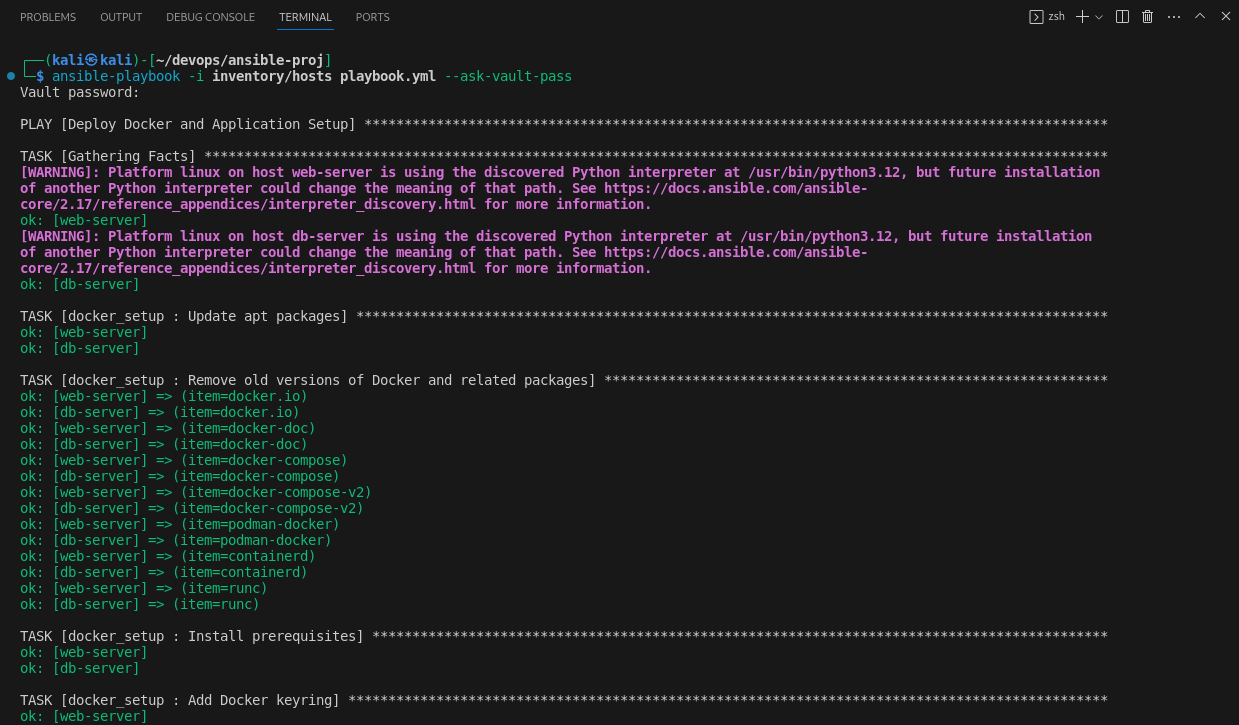 PROBLEMS OUTPUT DEBUG CONSOLE TERMINAL PORTS zsh
┌──(kali㉿kali)-[~/devops/ansible-proj]
└─$ ansible-playbook -i inventory/hosts playbook.yml --ask-vault-pass
Vault password:
PLAY [Deploy Docker and Application Setup] *********************************************************************************************
TASK [Gathering Facts] *****************************************************************************************************************
[WARNING]: Platform linux on host web-server is using the discovered Python interpreter at /usr/bin/python3.12, but future installation
of another Python interpreter could change the meaning of that path. See https://docs.ansible.com/ansible-
core/2.17/reference_appendices/interpreter_discovery.html for more information.
ok: [web-server]
[WARNING]: Platform linux on host db-server is using the discovered Python interpreter at /usr/bin/python3.12, but future installation
of another Python interpreter could change the meaning of that path. See https://docs.ansible.com/ansible-
core/2.17/reference_appendices/interpreter_discovery.html for more information.
ok: [db-server]
TASK [docker_setup : Update apt packages] **********************************************************************************************
ok: [web-server]
ok: [db-server]
TASK [docker_setup : Remove old versions of Docker and related packages] ***************************************************************
ok: [web-server] => (item=docker.io)
ok: [db-server] => (item=docker.io)
ok: [web-server] => (item=docker-doc)
ok: [db-server] => (item=docker-doc)
ok: [web-server] => (item=docker-compose)
ok: [db-server] => (item=docker-compose)
ok: [web-server] => (item=docker-compose-v2)
ok: [db-server] => (item=docker-compose-v2)
ok: [web-server] => (item=podman-docker)
ok: [db-server] => (item=podman-docker)
ok: [web-server] => (item=containerd)
ok: [db-server] => (item=containerd)
ok: [web-server] => (item=runc)
ok: [db-server] => (item=runc)
TASK [docker_setup : Install prerequisites] ********************************************************************************************
ok: [web-server]
ok: [db-server]
TASK [docker_setup : Add Docker keyring] ***********************************************************************************************
ok: [web-server]